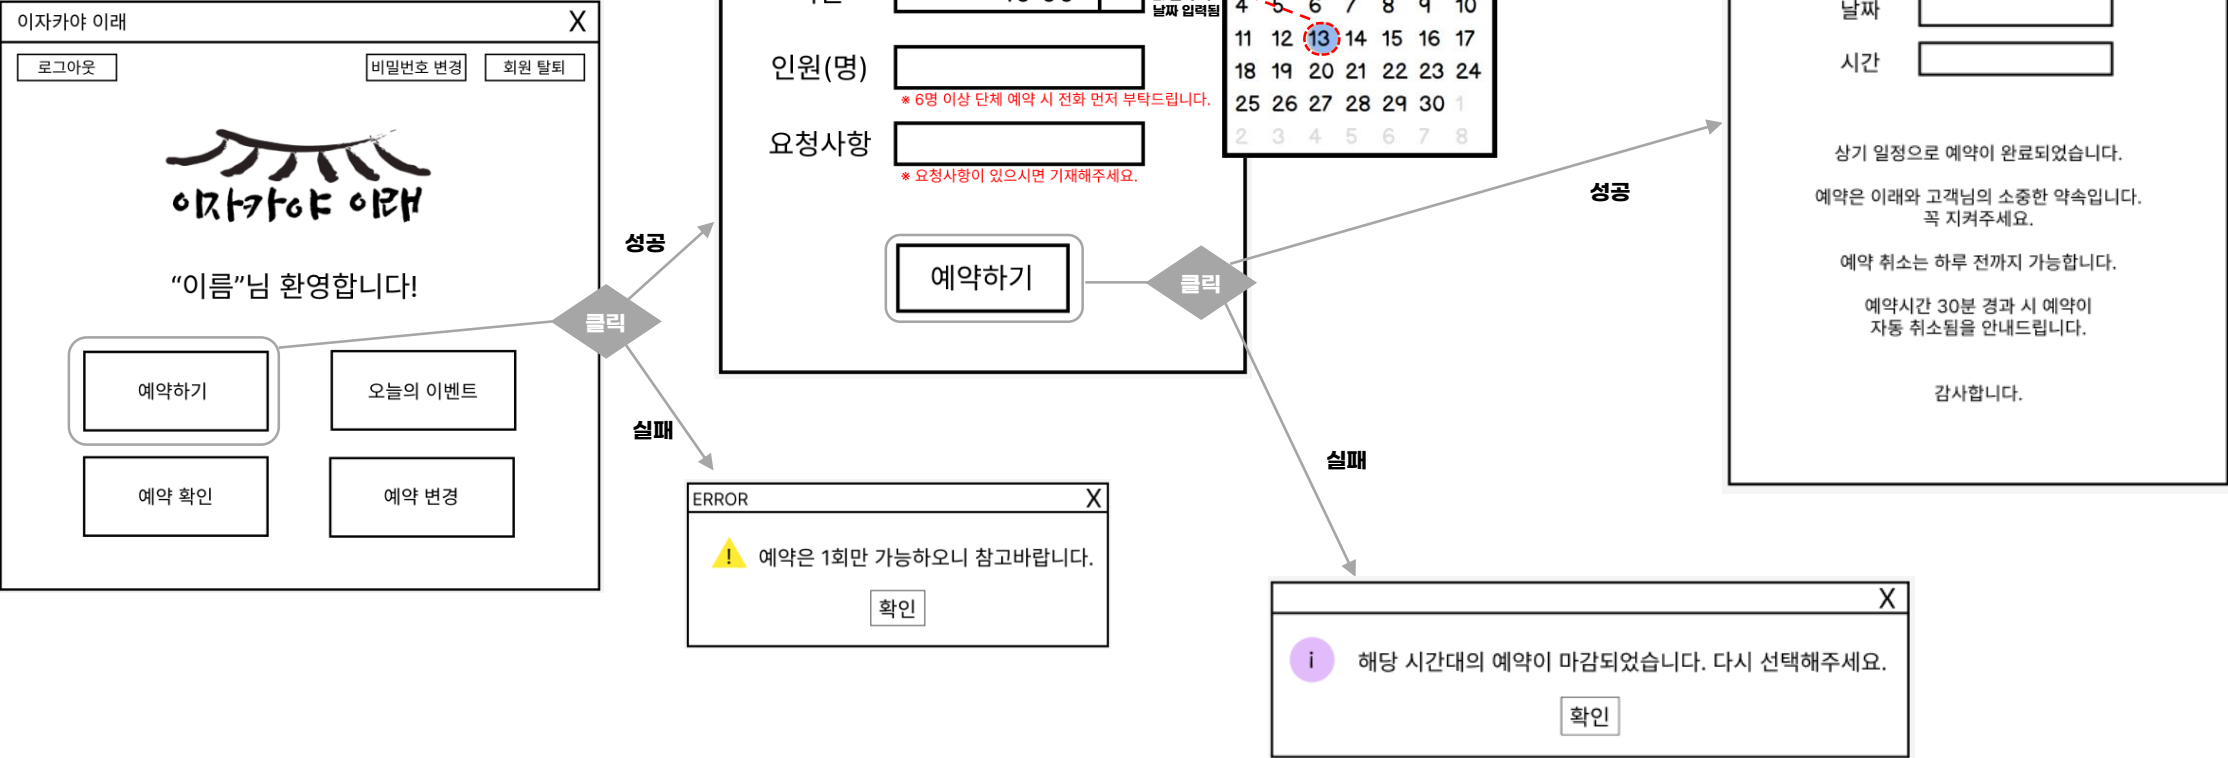 이자카야 이래
X
로그아웃
비밀번호 변경
회원 탈퇴
이자카야 이래
“이름”님 환영합니다!
예약하기
오늘의 이벤트
예약 확인
예약 변경
클릭
성공
실패
날짜 입력됨
인원(명)
※ 6명 이상 단체 예약 시 전화 먼저 부탁드립니다.
요청사항
※ 요청사항이 있으시면 기재해주세요.
예약하기
4 5 6 7 8 9 10
11 12 13 14 15 16 17
18 19 20 21 22 23 24
25 26 27 28 29 30 1
2 3 4 5 6 7 8
클릭
성공
실패
ERROR
X
! 예약은 1회만 가능하오니 참고바랍니다.
확인
X
i 해당 시간대의 예약이 마감되었습니다. 다시 선택해주세요.
확인
날짜
시간
상기 일정으로 예약이 완료되었습니다.
예약은 이래와 고객님의 소중한 약속입니다.
꼭 지켜주세요.
예약 취소는 하루 전까지 가능합니다.
예약시간 30분 경과 시 예약이
자동 취소됨을 안내드립니다.
감사합니다.